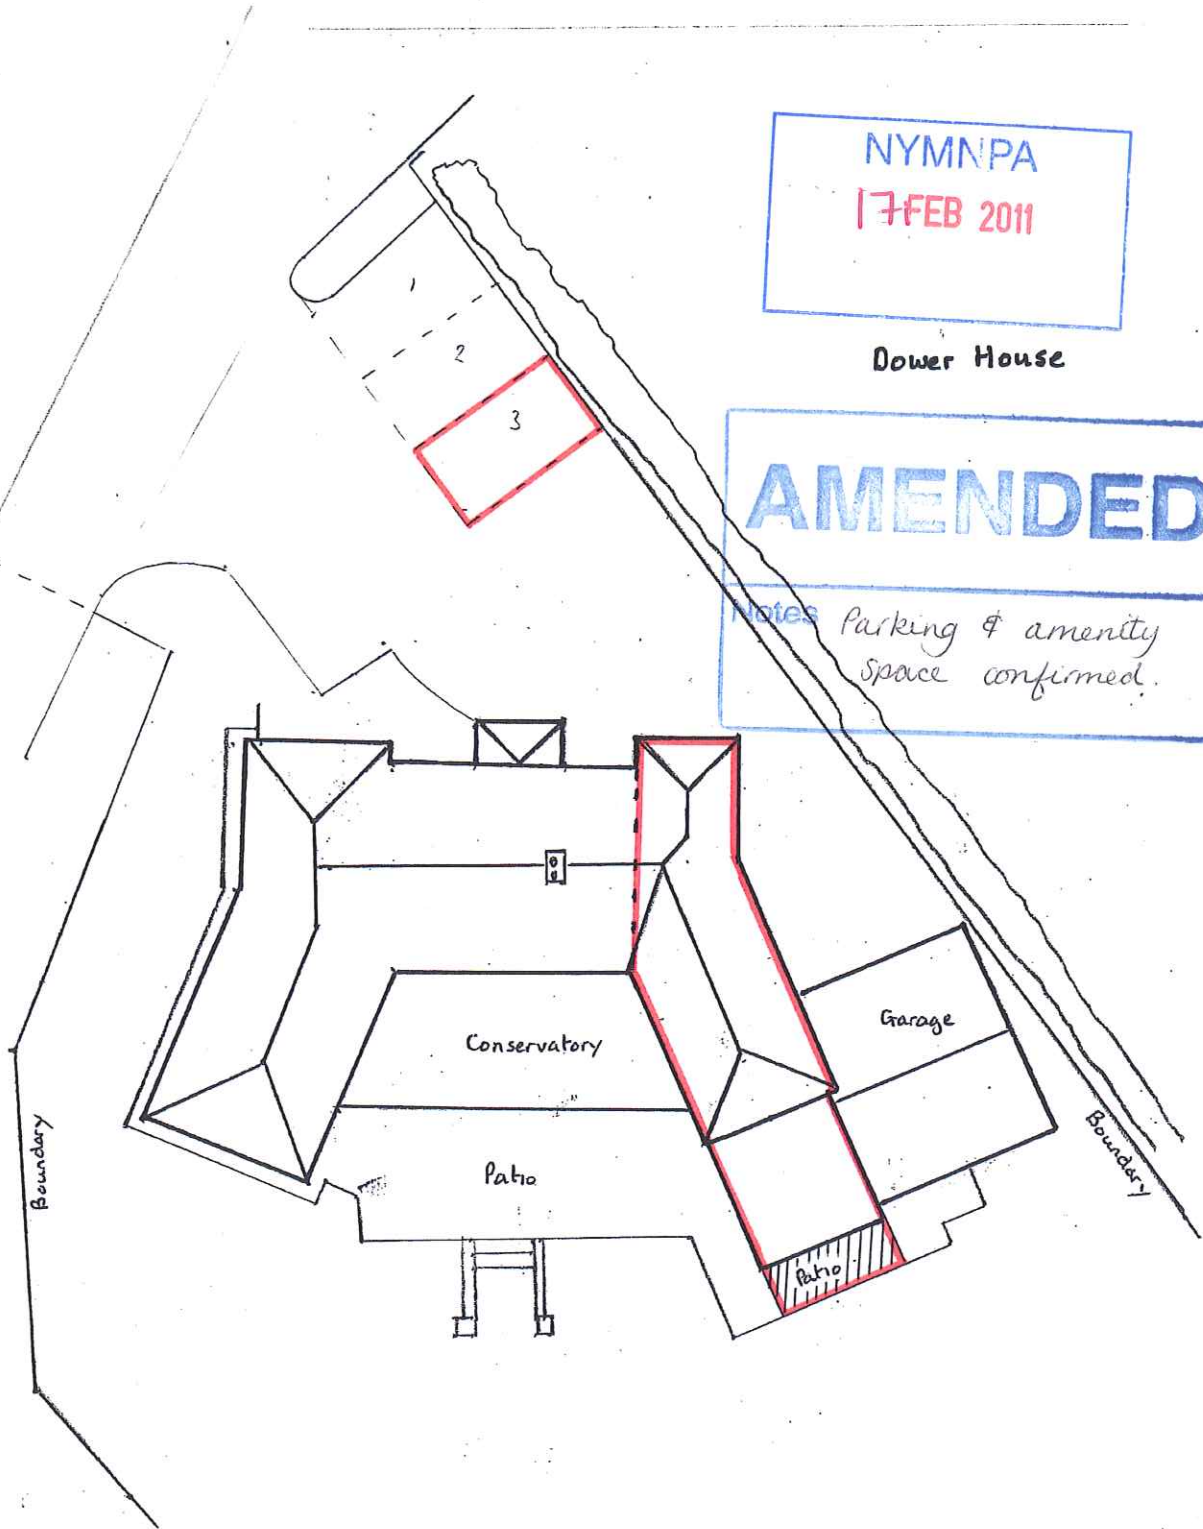 NYMNPA
17 FEB 2011
Dower House
AMENDED
Notes Parking & amenity
space confirmed.
1
2
3
Garage
Conservatory
Patio
Patio
Boundary
Boundary